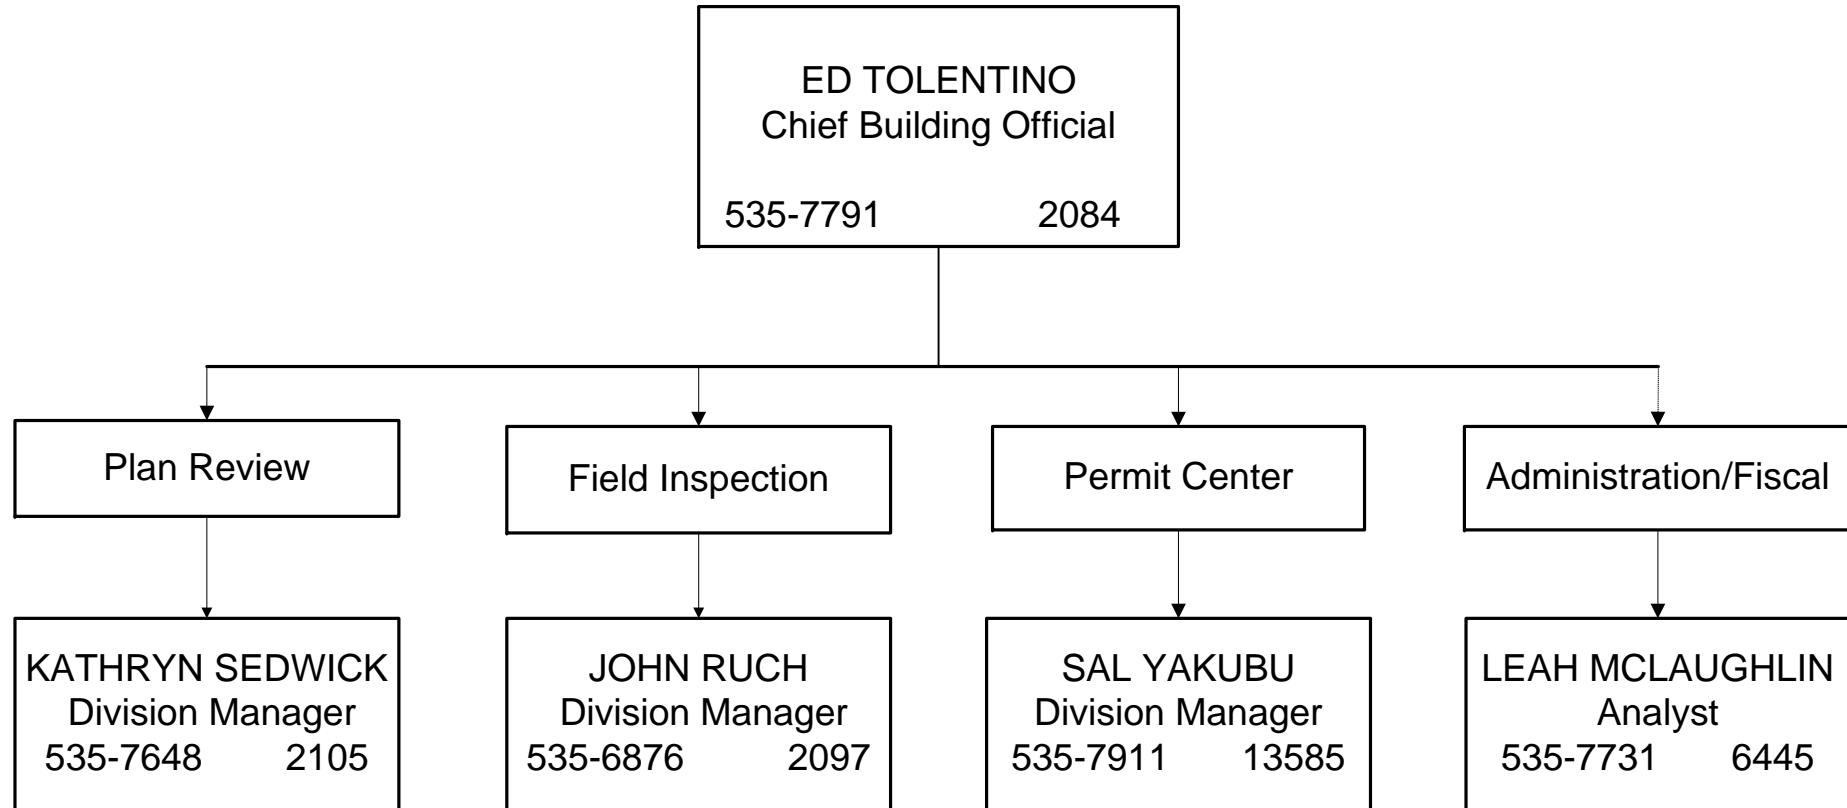 ED TOLENTINO
Chief Building Official
535-7791 2084
Plan Review
Field Inspection
Permit Center
Administration/Fiscal
KATHRYN SEDWICK
Division Manager
535-7648 2105
JOHN RUCH
Division Manager
535-6876 2097
SAL YAKUBU
Division Manager
535-7911 13585
LEAH MCLAUGHLIN
Analyst
535-7731 6445